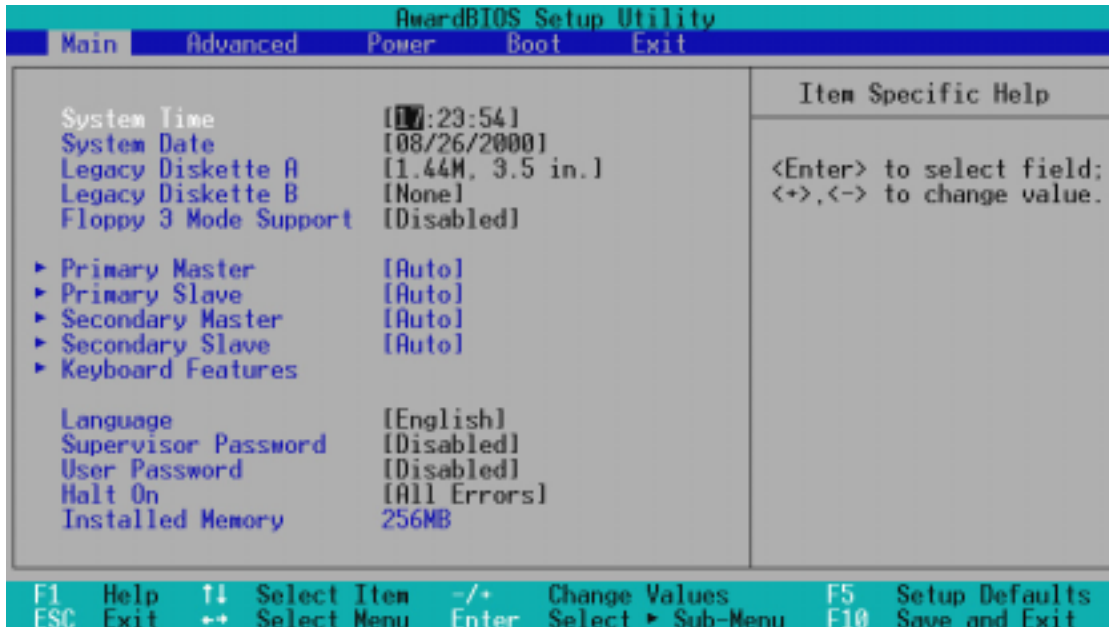 AwardBIOS Setup Utility
Main Advanced Power Boot Exit
Item Specific Help
System Time [17:23:54]
System Date [08/26/2000]
Legacy Diskette A [1.44M, 3.5 in.]
Legacy Diskette B [None]
Floppy 3 Mode Support [Disabled]
<Enter> to select field;
<+>,<-> to change value.
▶ Primary Master [Auto]
▶ Primary Slave [Auto]
▶ Secondary Master [Auto]
▶ Secondary Slave [Auto]
▶ Keyboard Features
Language [English]
Supervisor Password [Disabled]
User Password [Disabled]
Halt On [All Errors]
Installed Memory 256MB
F1 Help ↑↓ Select Item -/+ Change Values F5 Setup Defaults
ESC Exit ←→ Select Menu Enter Select ▶ Sub-Menu F10 Save and Exit